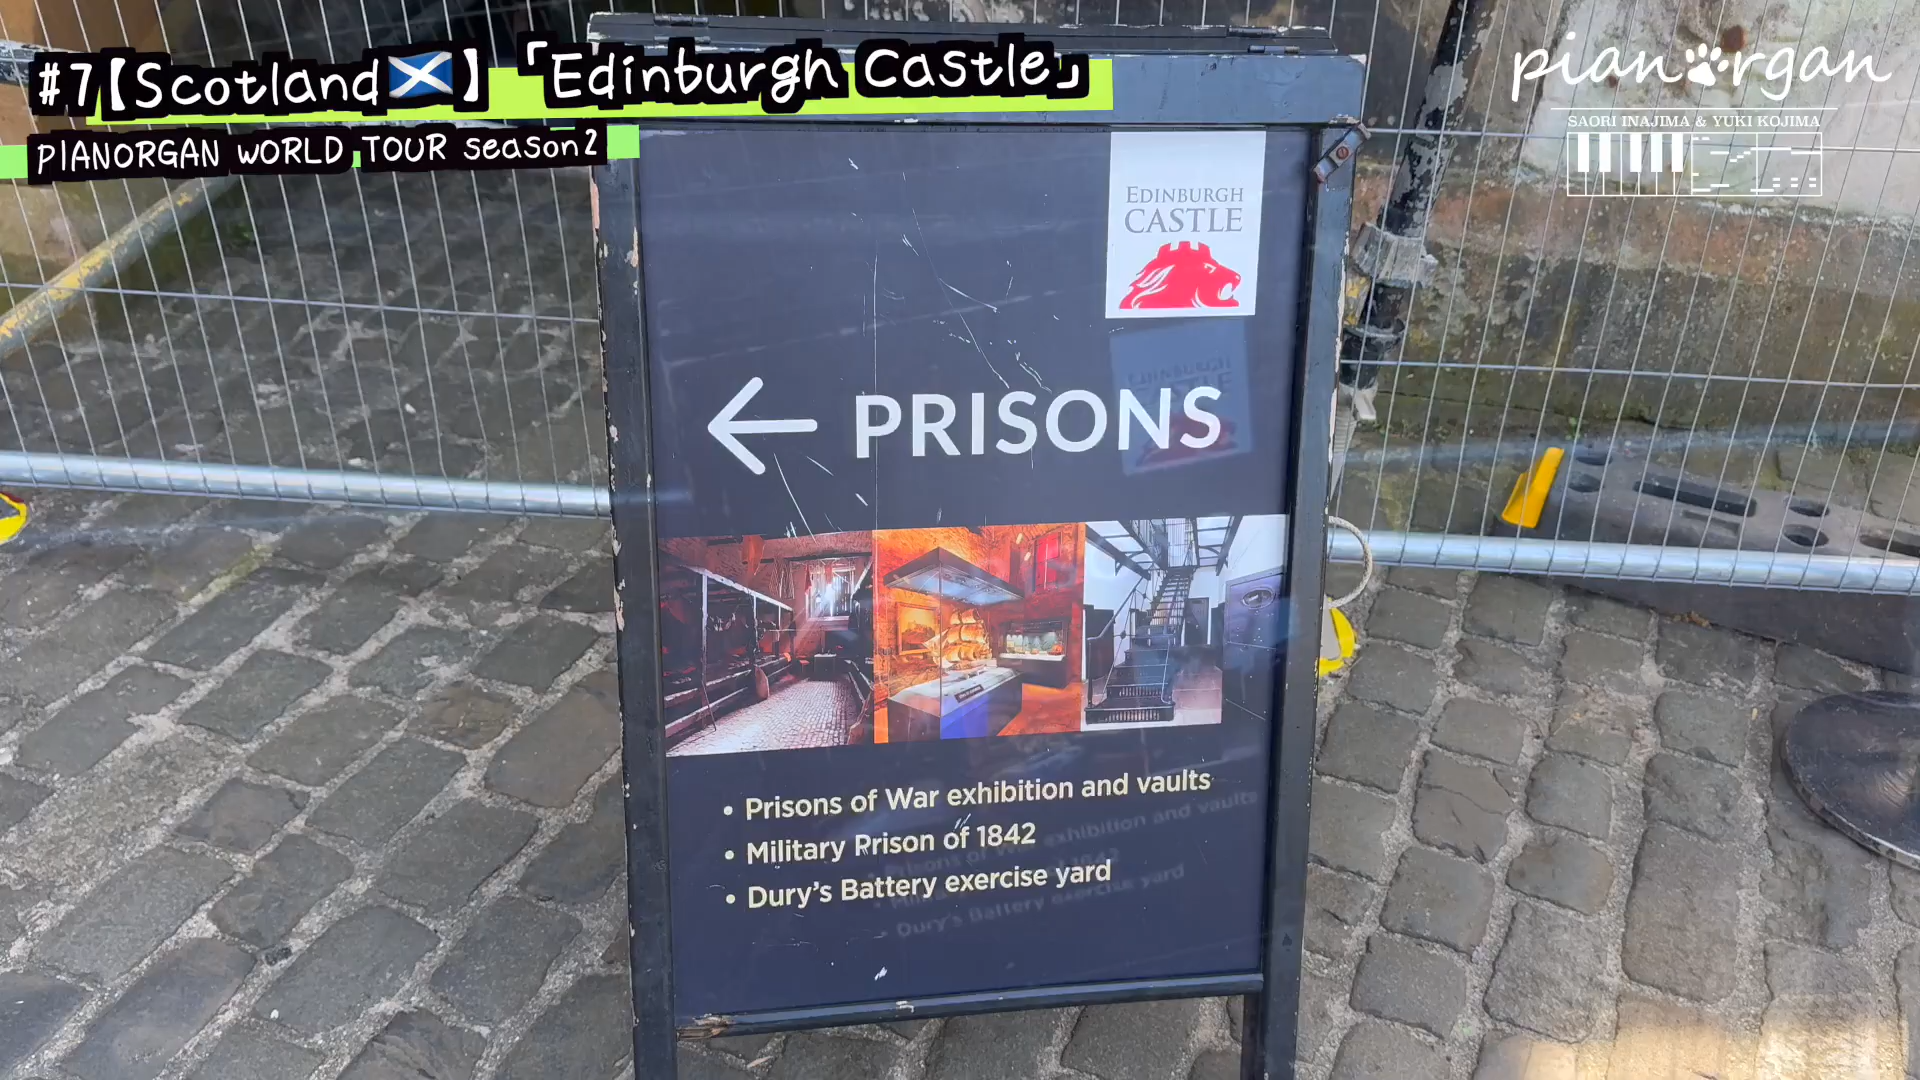 #7【Scotland🏴󠁧󠁢󠁳󠁣󠁴󠁿】「Edinburgh Castle」
PIANORGAN WORLD TOUR season2
pianorgan
SAORI INAJIMA & YUKI KOJIMA
EDINBURGH
CASTLE
← PRISONS
• Prisons of War exhibition and vaults
• Military Prison of 1842
• Dury's Battery exercise yard